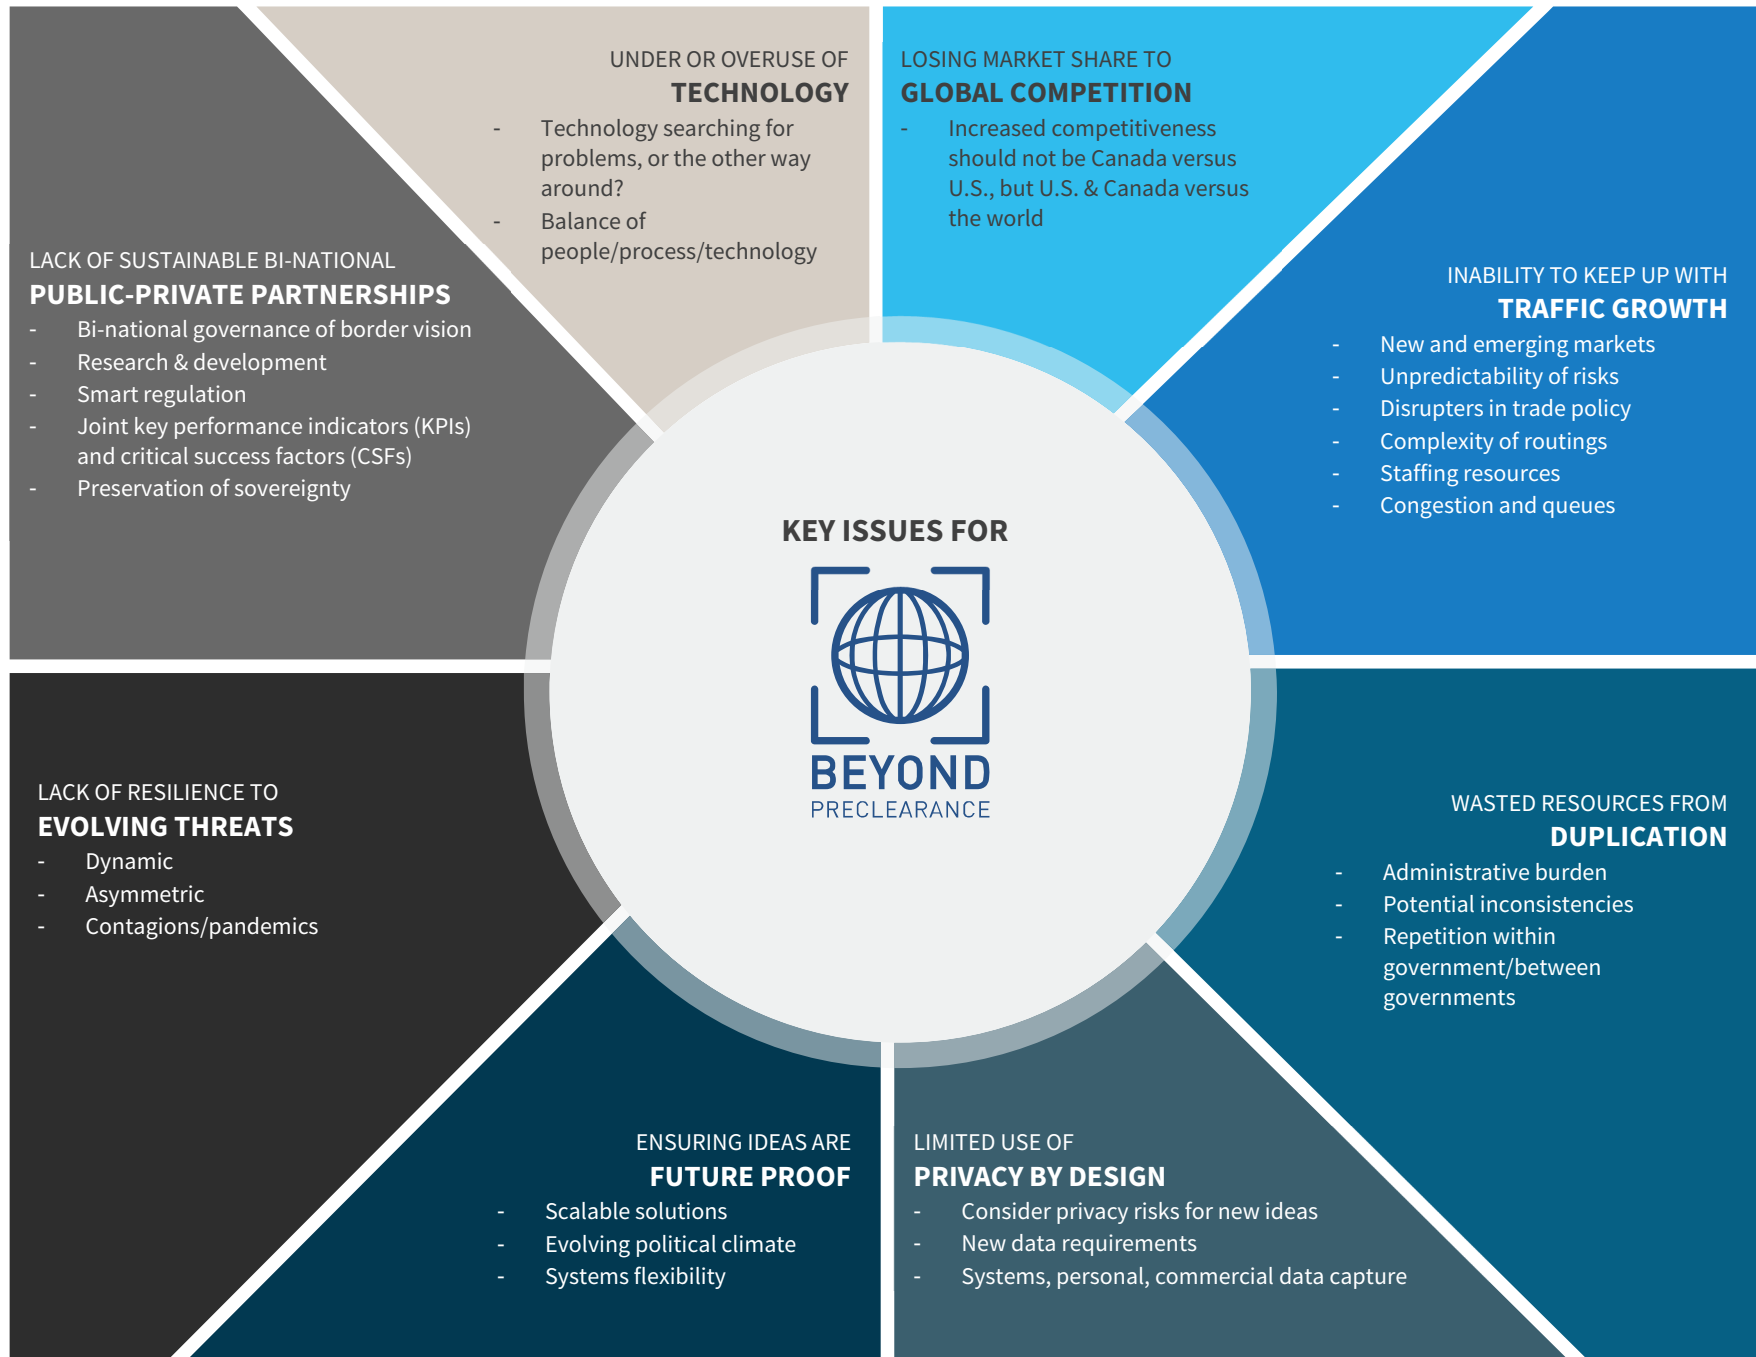 UNDER OR OVERUSE OF
TECHNOLOGY
- Technology searching for
problems, or the other way
around?
- Balance of
people/process/technology
LOSING MARKET SHARE TO
GLOBAL COMPETITION
- Increased competitiveness
should not be Canada versus
U.S., but U.S. & Canada versus
the world
LACK OF SUSTAINABLE BI-NATIONAL
PUBLIC-PRIVATE PARTNERSHIPS
- Bi-national governance of border vision
- Research & development
- Smart regulation
- Joint key performance indicators (KPIs)
and critical success factors (CSFs)
- Preservation of sovereignty
INABILITY TO KEEP UP WITH
TRAFFIC GROWTH
- New and emerging markets
- Unpredictability of risks
- Disrupters in trade policy
- Complexity of routings
- Staffing resources
- Congestion and queues
KEY ISSUES FOR
BEYOND
PRECLEARANCE
LACK OF RESILIENCE TO
EVOLVING THREATS
- Dynamic
- Asymmetric
- Contagions/pandemics
WASTED RESOURCES FROM
DUPLICATION
- Administrative burden
- Potential inconsistencies
- Repetition within
government/between
governments
ENSURING IDEAS ARE
FUTURE PROOF
- Scalable solutions
- Evolving political climate
- Systems flexibility
LIMITED USE OF
PRIVACY BY DESIGN
- Consider privacy risks for new ideas
- New data requirements
- Systems, personal, commercial data capture